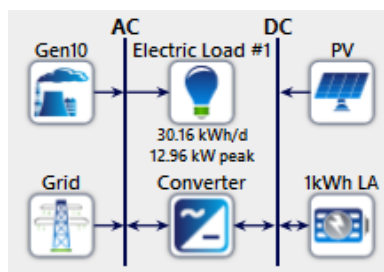 AC DC
Gen10 Electric Load #1 PV
30.16 kWh/d
12.96 kW peak
Grid Converter 1kWh LA